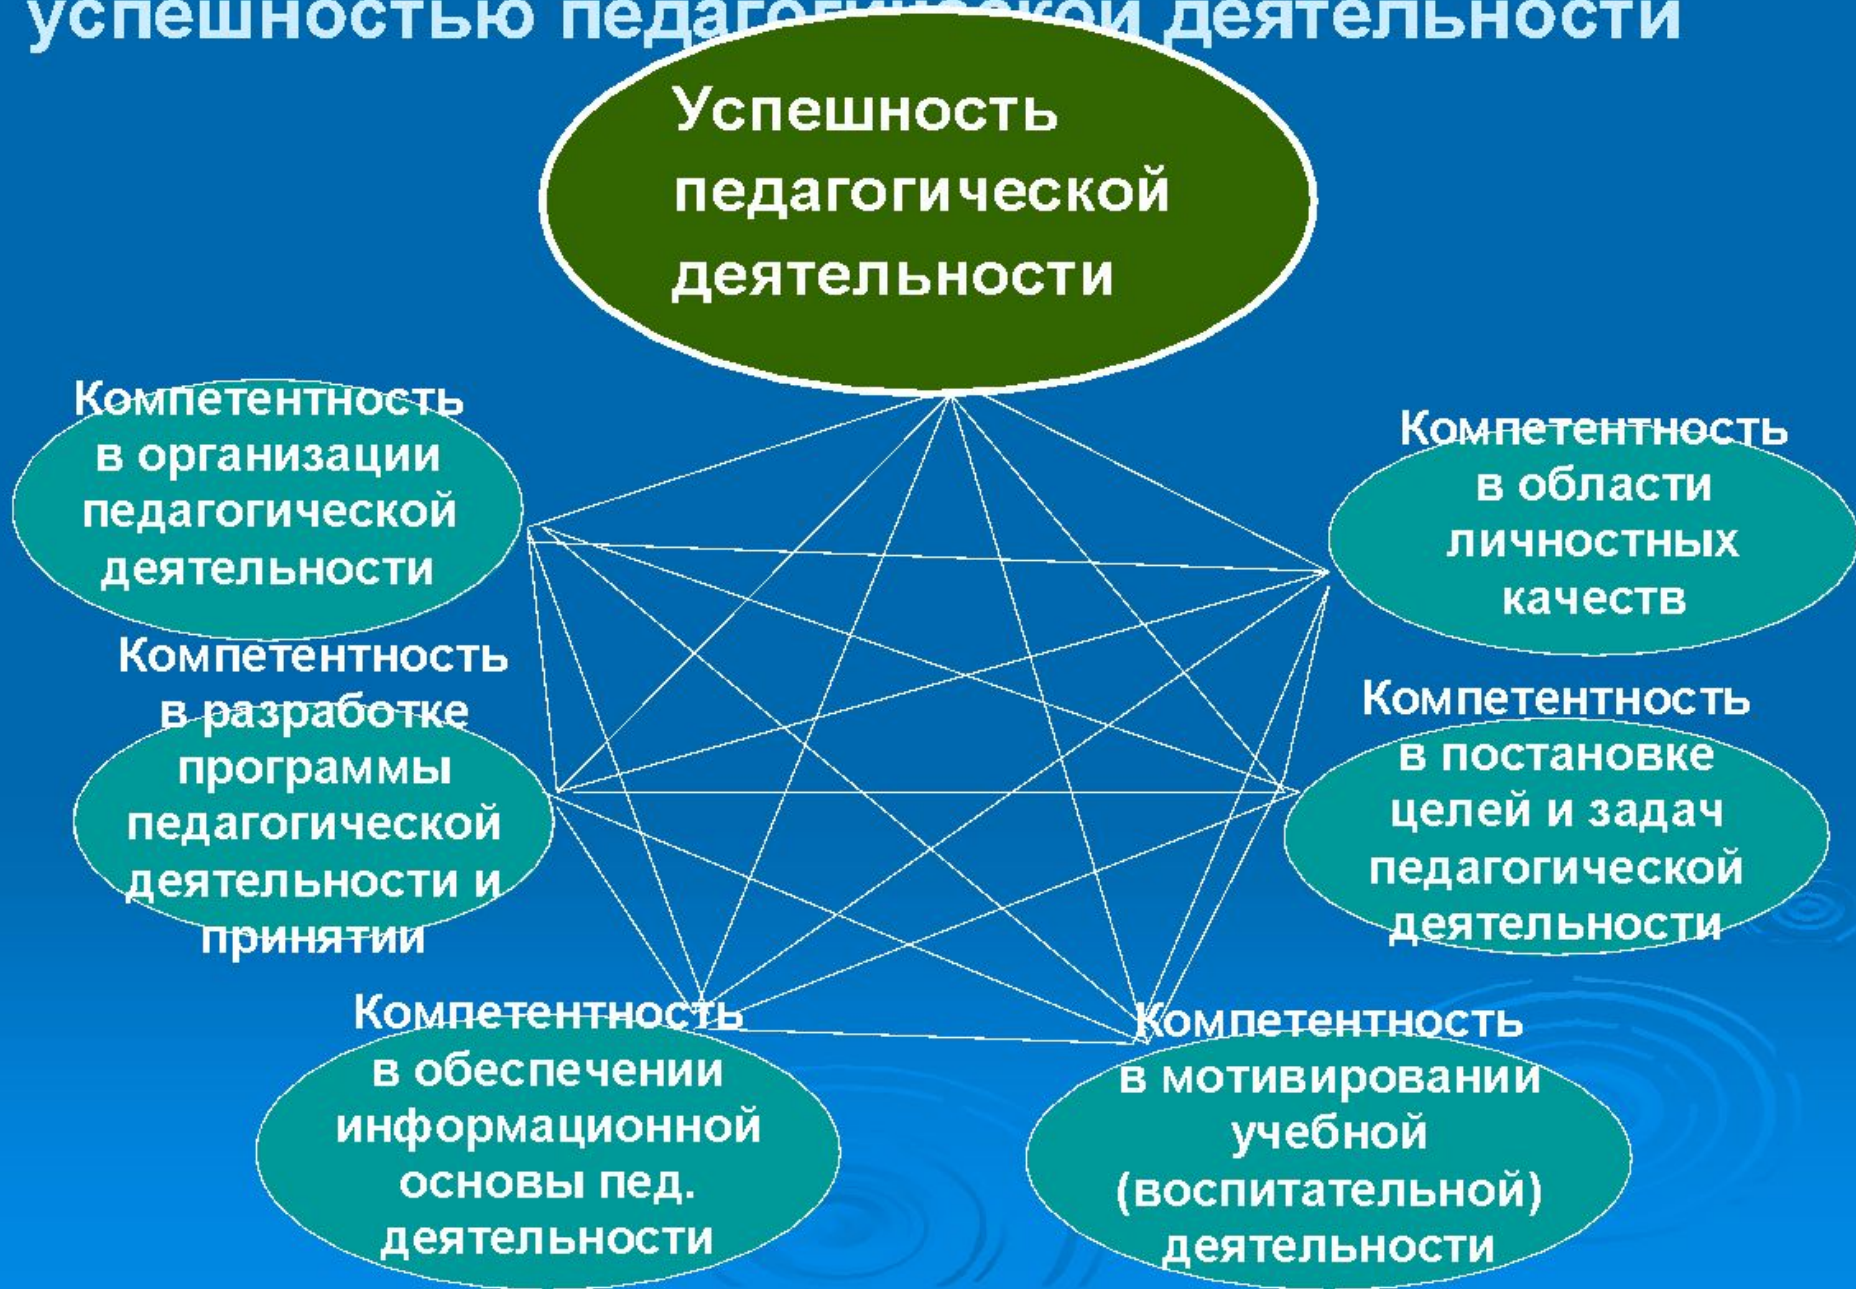 успешностью педагогической деятельности
Успешность
педагогической
деятельности
Компетентность
в организации
педагогической
деятельности
Компетентность
в области
личностных
качеств
Компетентность
в разработке
программы
педагогической
деятельности и
принятии
Компетентность
в постановке
целей и задач
педагогической
деятельности
Компетентность
в обеспечении
информационной
основы пед.
деятельности
Компетентность
в мотивировании
учебной
(воспитательной)
деятельности